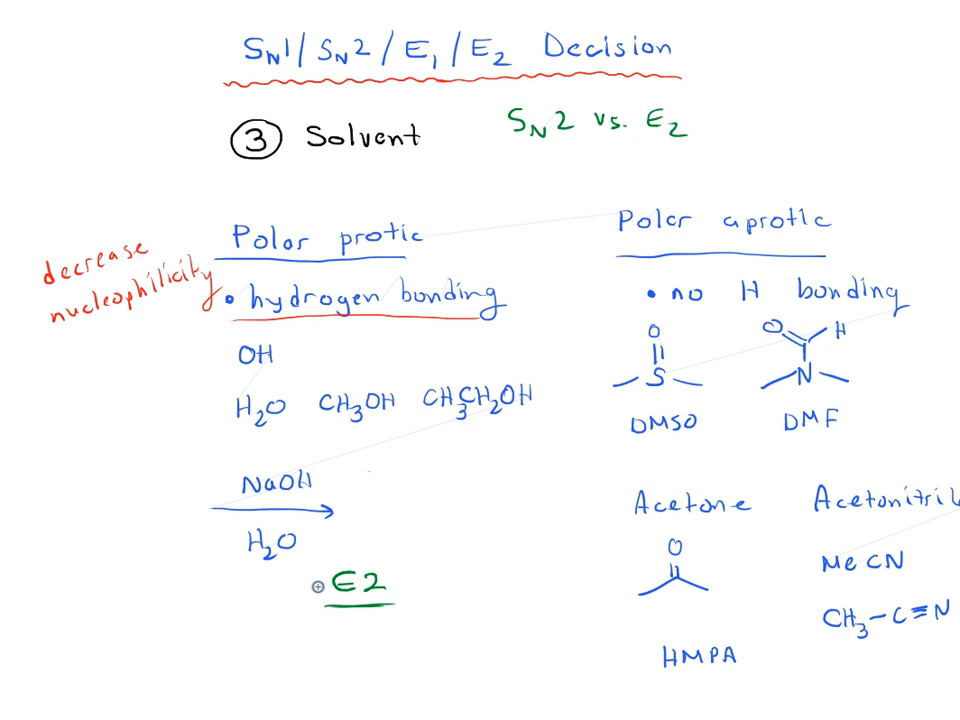 SN1 / SN2 / E1 / E2 Decision
③ Solvent
SN2 vs. E2
decrease nucleophilicity
Polar protic
• hydrogen bonding
OH
H2O CH3OH CH3CH2OH
NaOH
H2O
E2
Polar aprotic
• no H bonding
O
S
DMSO
O H
N
DMF
Acetone
O
HMPA
Acetonitril
MeCN
CH3-C≡N